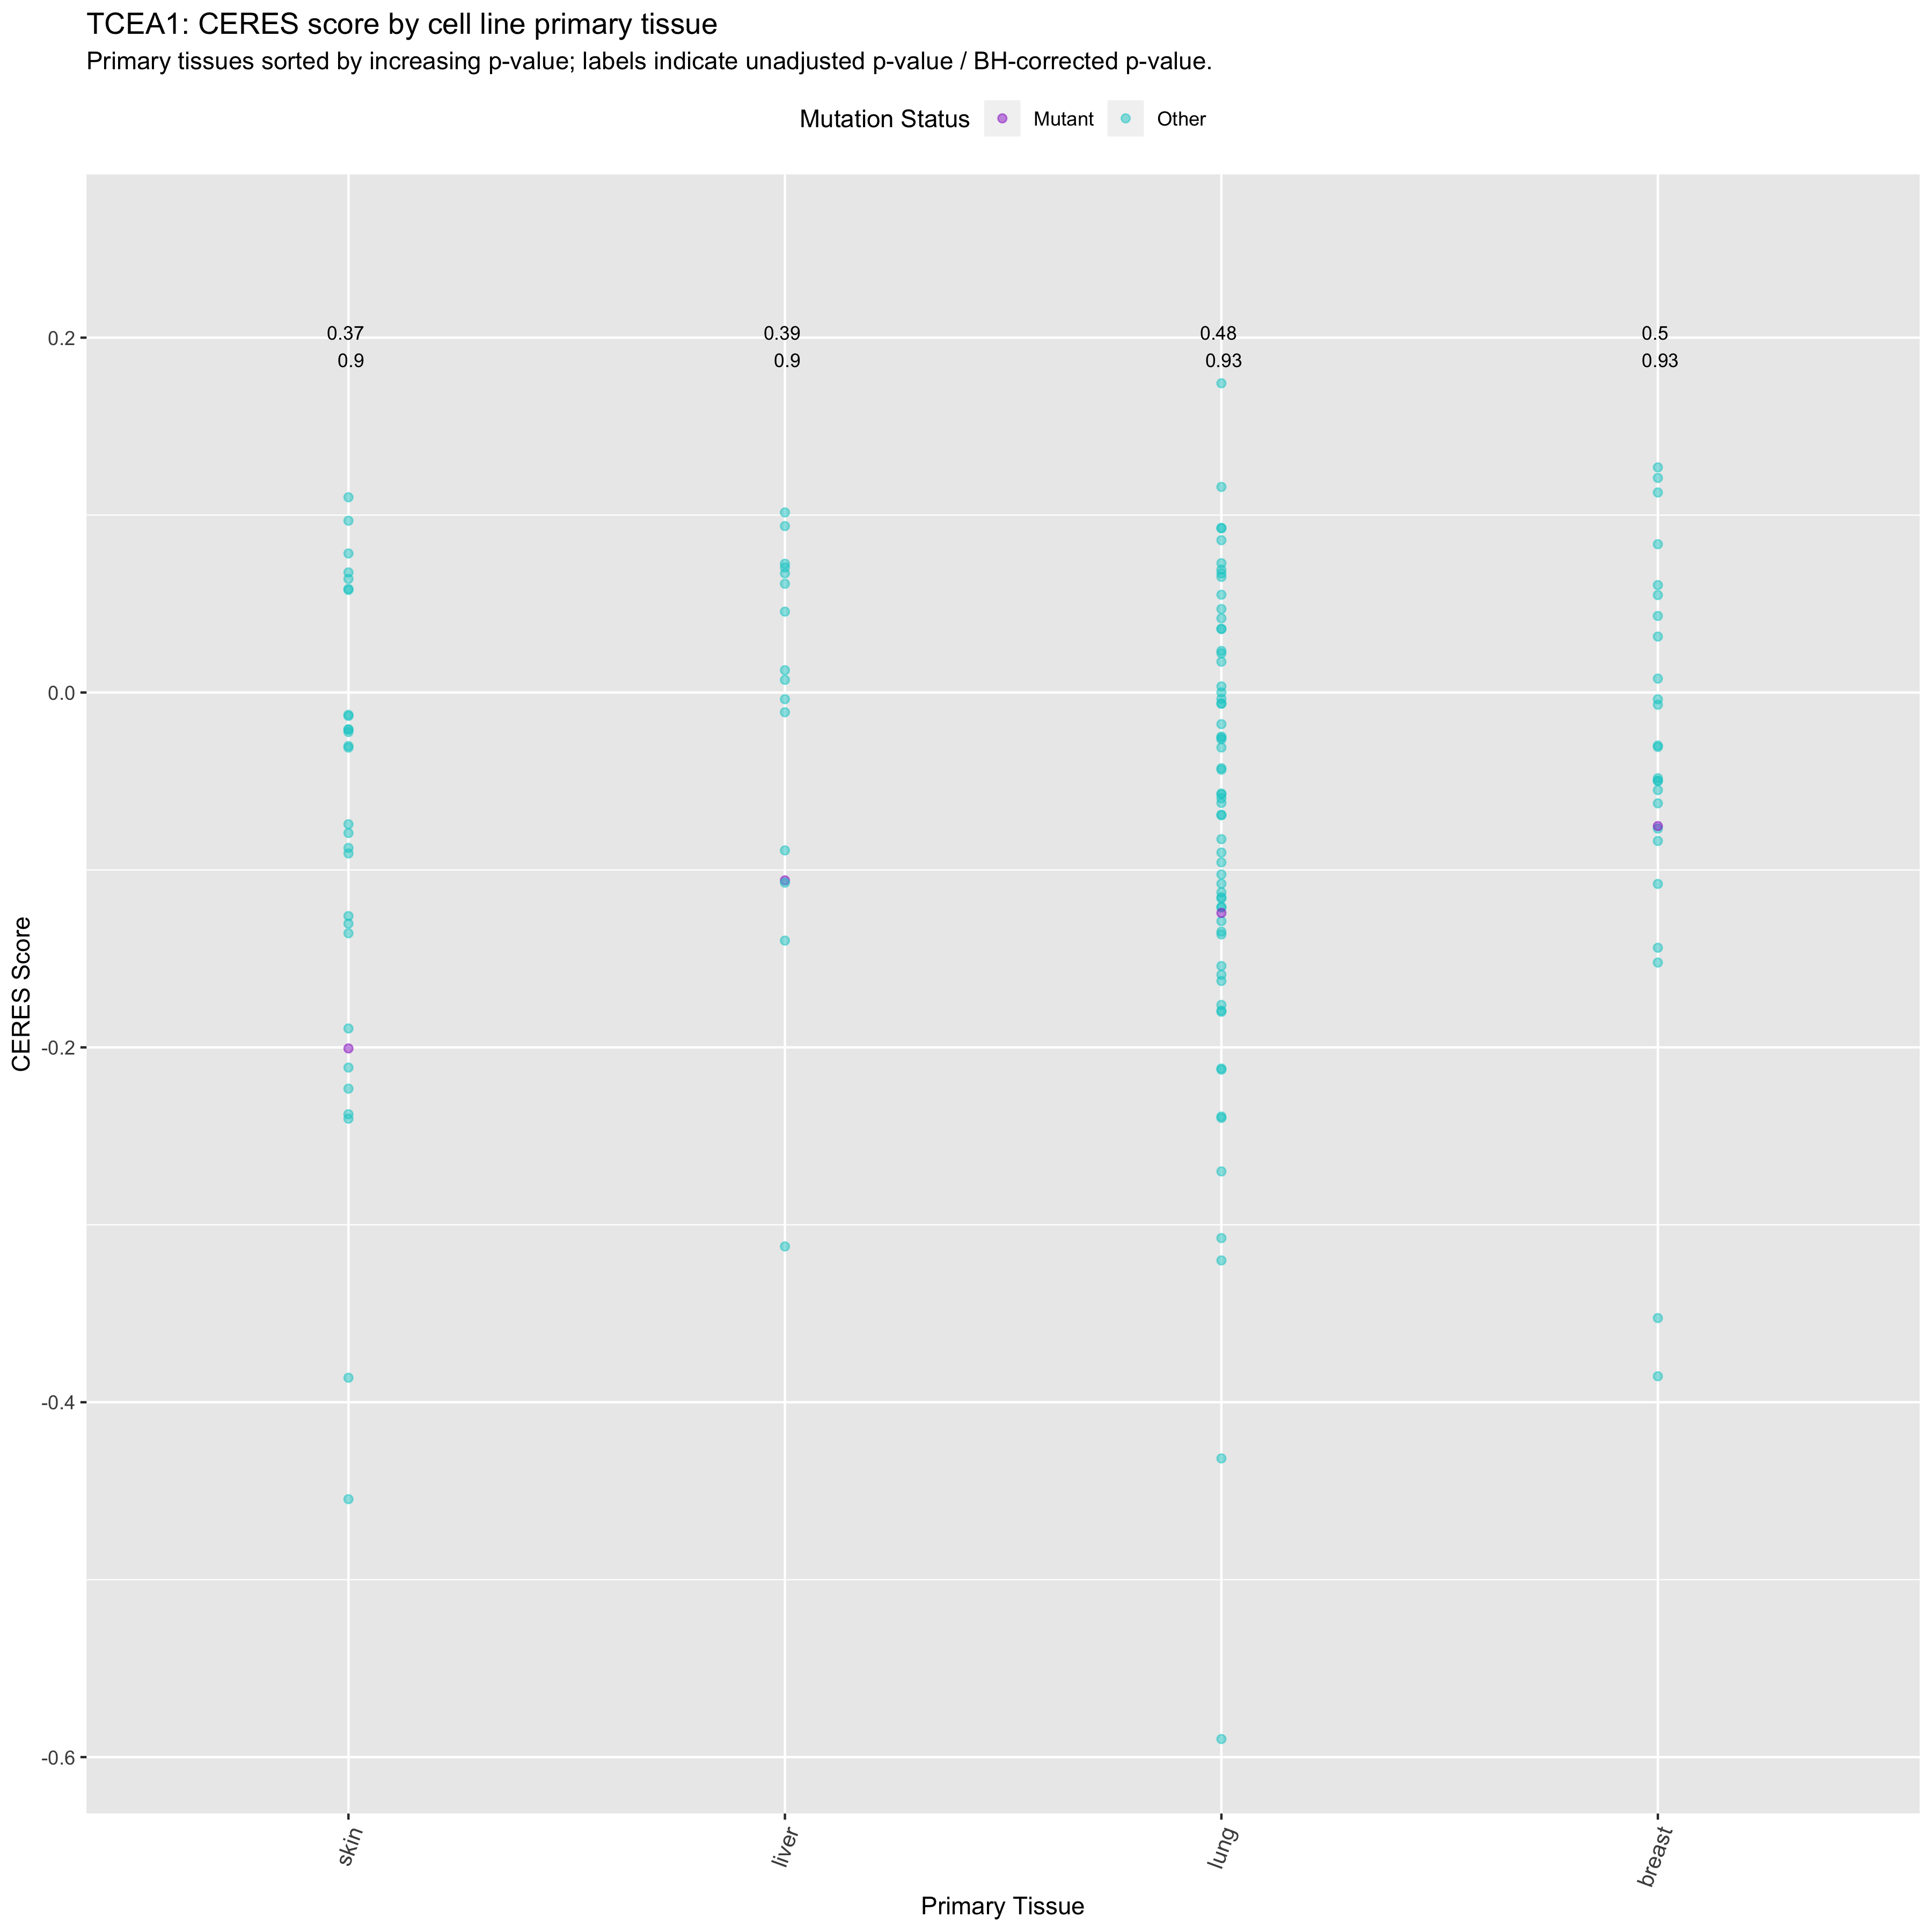 TCEA1: CERES score by cell line primary tissue
Primary tissues sorted by increasing p-value; labels indicate unadjusted p-value / BH-corrected p-value.
Mutation Status Mutant Other
0.37 0.39 0.48 0.5
0.9 0.9 0.93 0.93
0.2
0.0
-0.2
-0.4
-0.6
CERES Score
skin liver lung breast
Primary Tissue